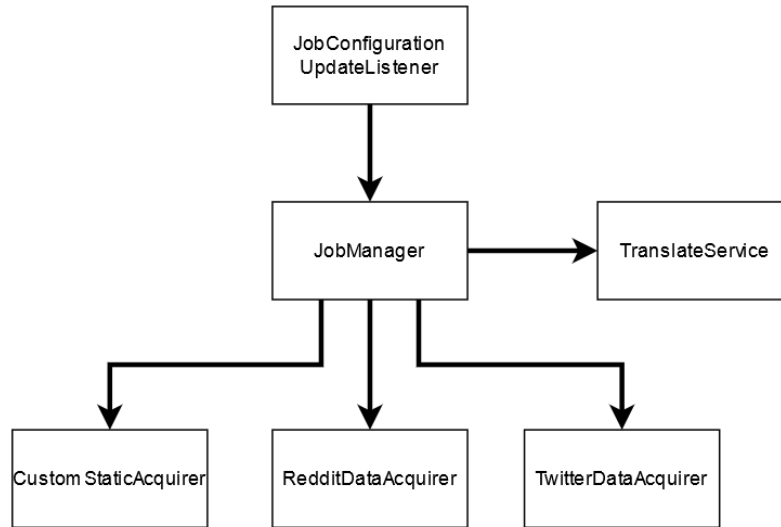 JobConfiguration
UpdateListener
JobManager
TranslateService
Custom StaticAcquirer
RedditDataAcquirer
TwitterDataAcquirer